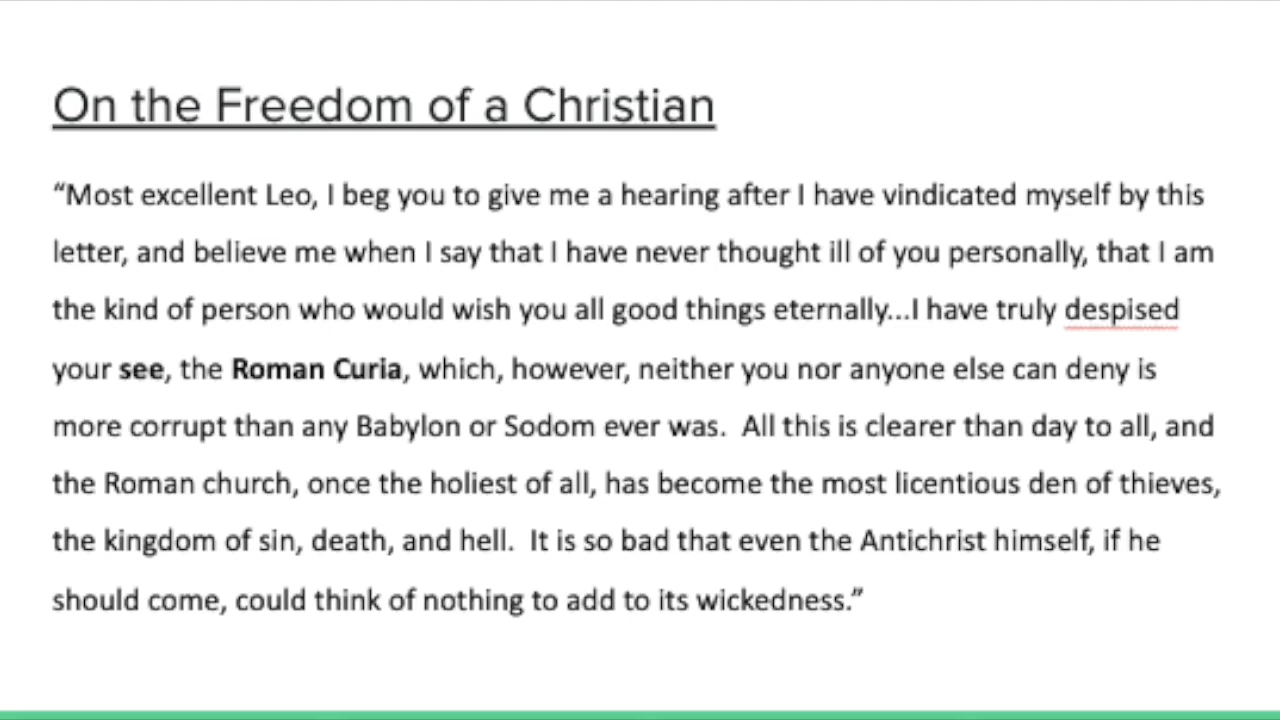 On the Freedom of a Christian
“Most excellent Leo, I beg you to give me a hearing after I have vindicated myself by this
letter, and believe me when I say that I have never thought ill of you personally, that I am
the kind of person who would wish you all good things eternally...I have truly despised
your see, the Roman Curia, which, however, neither you nor anyone else can deny is
more corrupt than any Babylon or Sodom ever was.  All this is clearer than day to all, and
the Roman church, once the holiest of all, has become the most licentious den of thieves,
the kingdom of sin, death, and hell.  It is so bad that even the Antichrist himself, if he
should come, could think of nothing to add to its wickedness.”